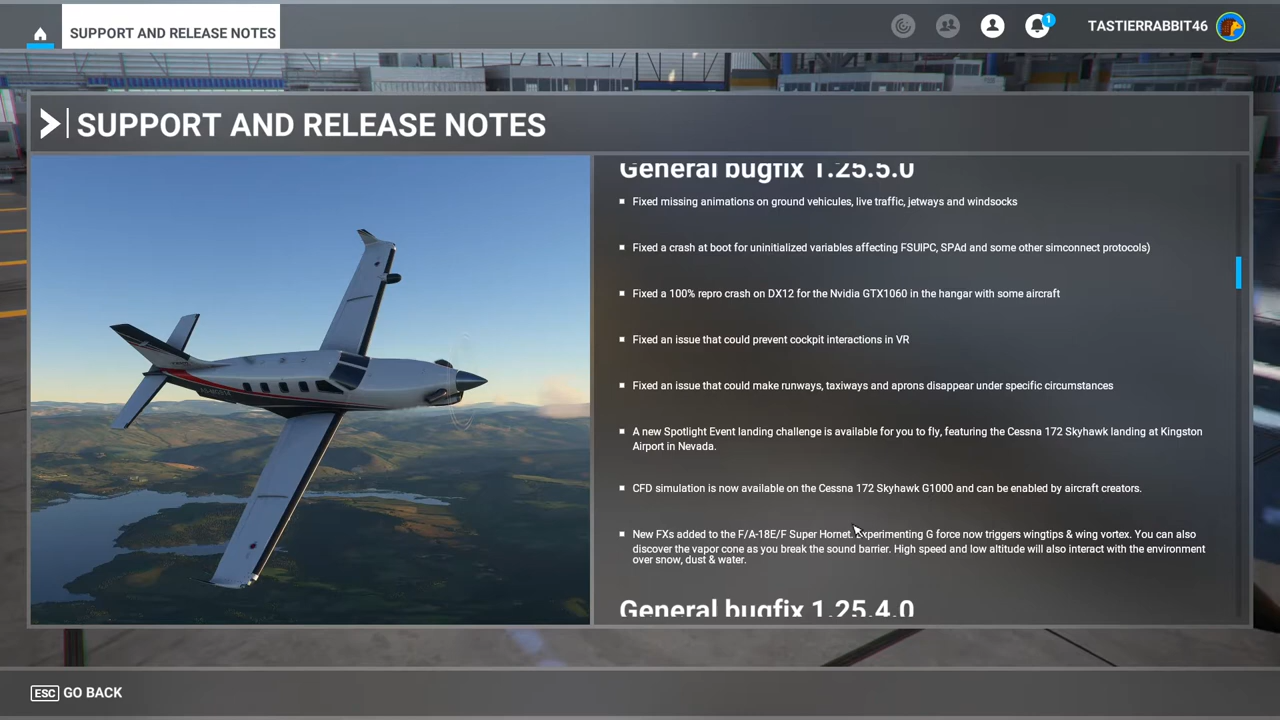 SUPPORT AND RELEASE NOTES
1
TASTIERRABBIT46
SUPPORT AND RELEASE NOTES
General bugfix 1.25.5.0
Fixed missing animations on ground vehicules, live traffic, jetways and windsocks
Fixed a crash at boot for uninitialized variables affecting FSUIPC, SPAd and some other simconnect protocols)
Fixed a 100% repro crash on DX12 for the Nvidia GTX1060 in the hangar with some aircraft
Fixed an issue that could prevent cockpit interactions in VR
Fixed an issue that could make runways, taxiways and aprons disappear under specific circumstances
A new Spotlight Event landing challenge is available for you to fly, featuring the Cessna 172 Skyhawk landing at Kingston
Airport in Nevada.
CFD simulation is now available on the Cessna 172 Skyhawk G1000 and can be enabled by aircraft creators.
New FXs added to the F/A-18E/F Super Hornet. Experimenting G force now triggers wingtips & wing vortex. You can also
discover the vapor cone as you break the sound barrier. High speed and low altitude will also interact with the environment
over snow, dust & water.
General bugfix 1.25.4.0
ESC GO BACK